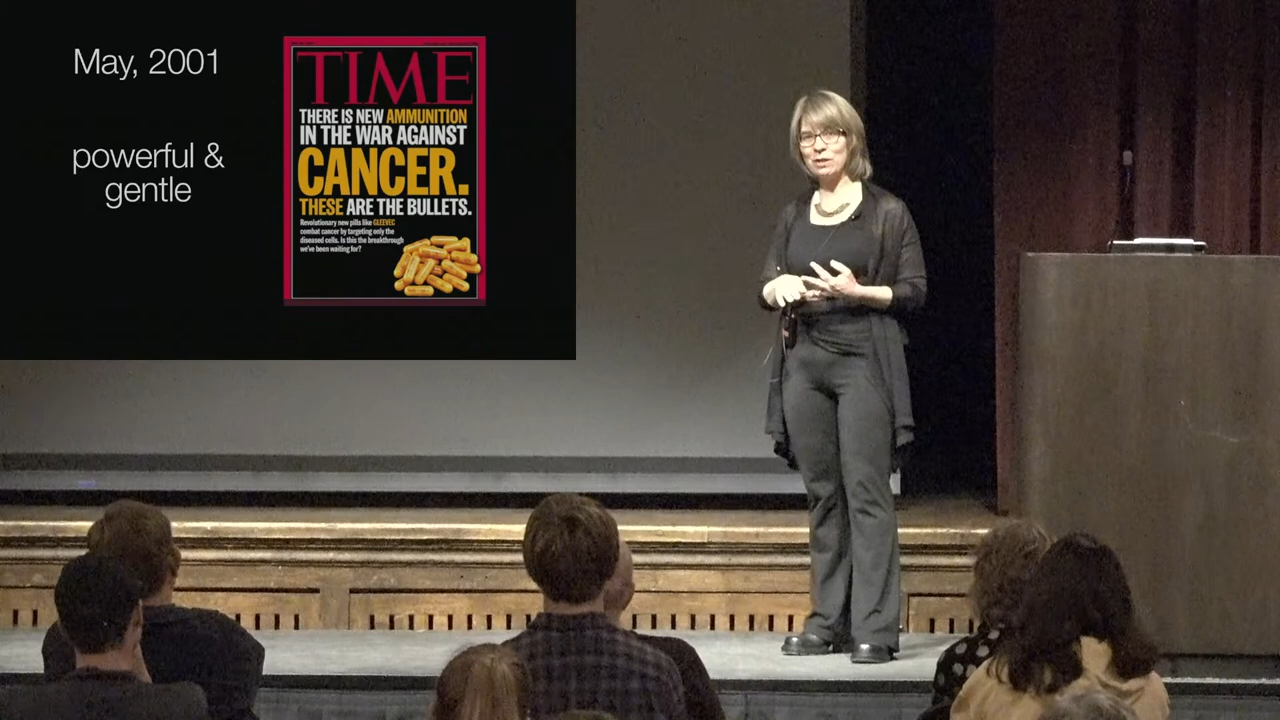 May, 2001
powerful &
gentle
TIME
THERE IS NEW AMMUNITION
IN THE WAR AGAINST
CANCER.
THESE ARE THE BULLETS.
Revolutionary new pills like GLEEVEC
combat cancer by targeting only the
diseased cells. Is this the breakthrough
we've been waiting for?